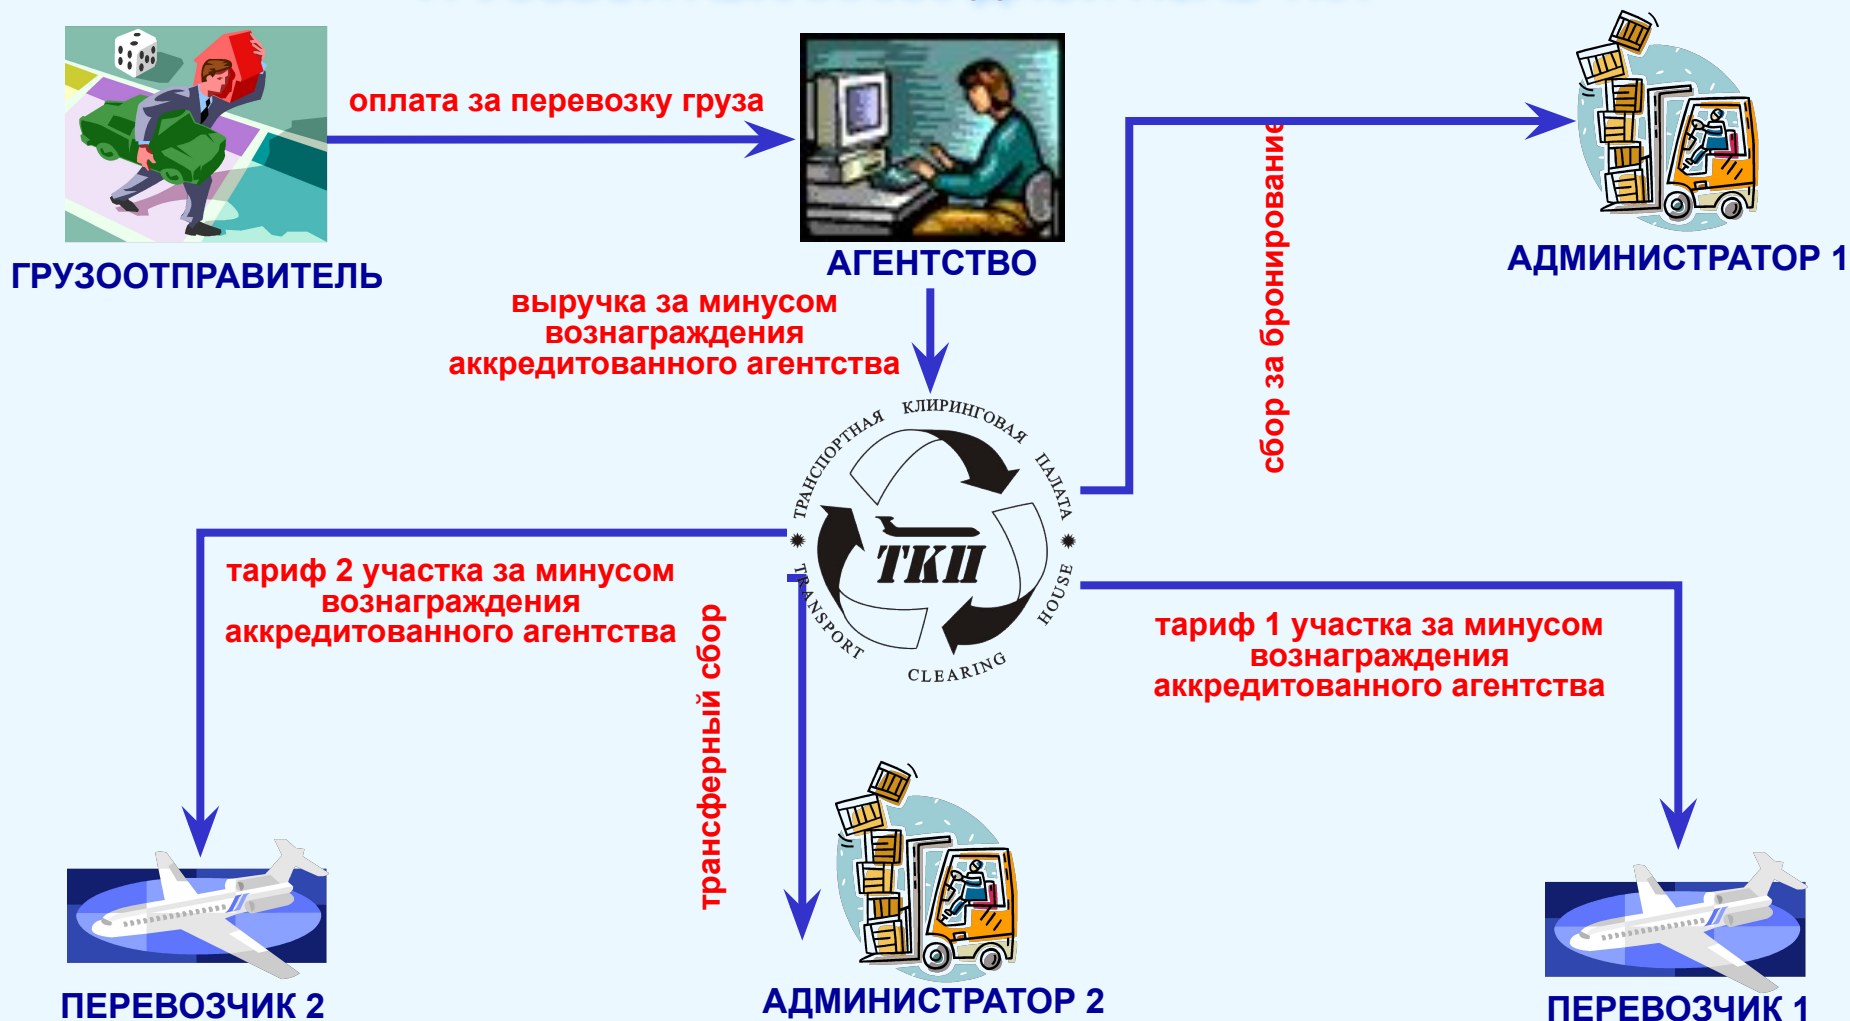 оплата за перевозку груза
ГРУЗООТПРАВИТЕЛЬ
АГЕНТСТВО
АДМИНИСТРАТОР 1
выручка за минусом
вознаграждения
аккредитованного агентства
сбор за бронирование
ТРАНСПОРТНАЯ КЛИРИНГОВАЯ ПАЛАТА
ТКП
TRANSPORT CLEARING HOUSE
тариф 2 участка за минусом
вознаграждения
аккредитованного агентства
трансферный сбор
тариф 1 участка за минусом
вознаграждения
аккредитованного агентства
ПЕРЕВОЗЧИК 2
АДМИНИСТРАТОР 2
ПЕРЕВОЗЧИК 1